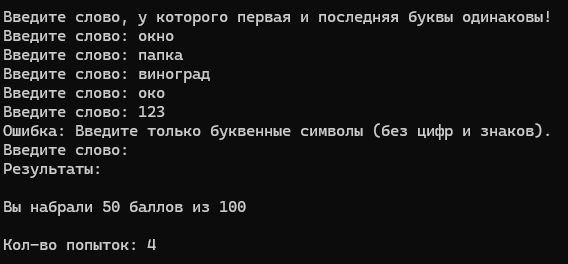 Введите слово, у которого первая и последняя буквы одинаковы!
Введите слово: окно
Введите слово: папка
Введите слово: виноград
Введите слово: око
Введите слово: 123
Ошибка: Введите только буквенные символы (без цифр и знаков).
Введите слово:
Результаты:
Вы набрали 50 баллов из 100
Кол-во попыток: 4